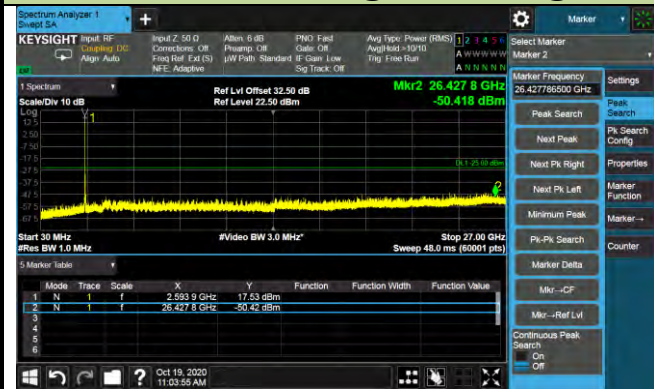 Spectrum Analyzer 1
Swept SA
+
Marker
KEYSIGHT Input: RF
Coupling: DC
Align: Auto
Input Z: 50 Ω
Corrections: Off
Freq Ref: Ext (S)
NFE: Adaptive
Atten: 6 dB
Preamp: Off
µW Path: Standard
PNO: Fast
Gate: Off
IF Gain: Low
Sig Track: Off
Avg Type: Power (RMS)
Avg|Hold:>10/10
Trig: Free Run
1 2 3 4 5 6
A W W W W W
A N N N N N
Select Marker
Marker 2
Marker Frequency
26.427786500 GHz
Settings
Peak Search
Next Peak
Next Pk Right
Next Pk Left
Minimum Peak
Pk-Pk Search
Marker Delta
Mkr→CF
Mkr→Ref Lvl
Continuous Peak
Search
On
Off
Peak
Search
Pk Search
Config
Properties
Marker
Function
Marker→
Counter
1 Spectrum
Scale/Div 10 dB
Ref Lvl Offset 32.50 dB
Ref Level 22.50 dBm
Mkr2 26.427 8 GHz
-50.418 dBm
Log
12.5
2.50
-7.50
-17.5
-27.5
-37.5
-47.5
-57.5
-67.5
1
2
DL1 -25.00 dBm
Start 30 MHz
#Res BW 1.0 MHz
#Video BW 3.0 MHz*
Stop 27.00 GHz
Sweep 48.0 ms (60001 pts)
5 Marker Table
Mode Trace Scale X Y Function Function Width Function Value
1 N 1 f 2.593 9 GHz 17.53 dBm
2 N 1 f 26.427 8 GHz -50.42 dBm
3
4
5
6
?
Oct 19, 2020
11:03:55 AM